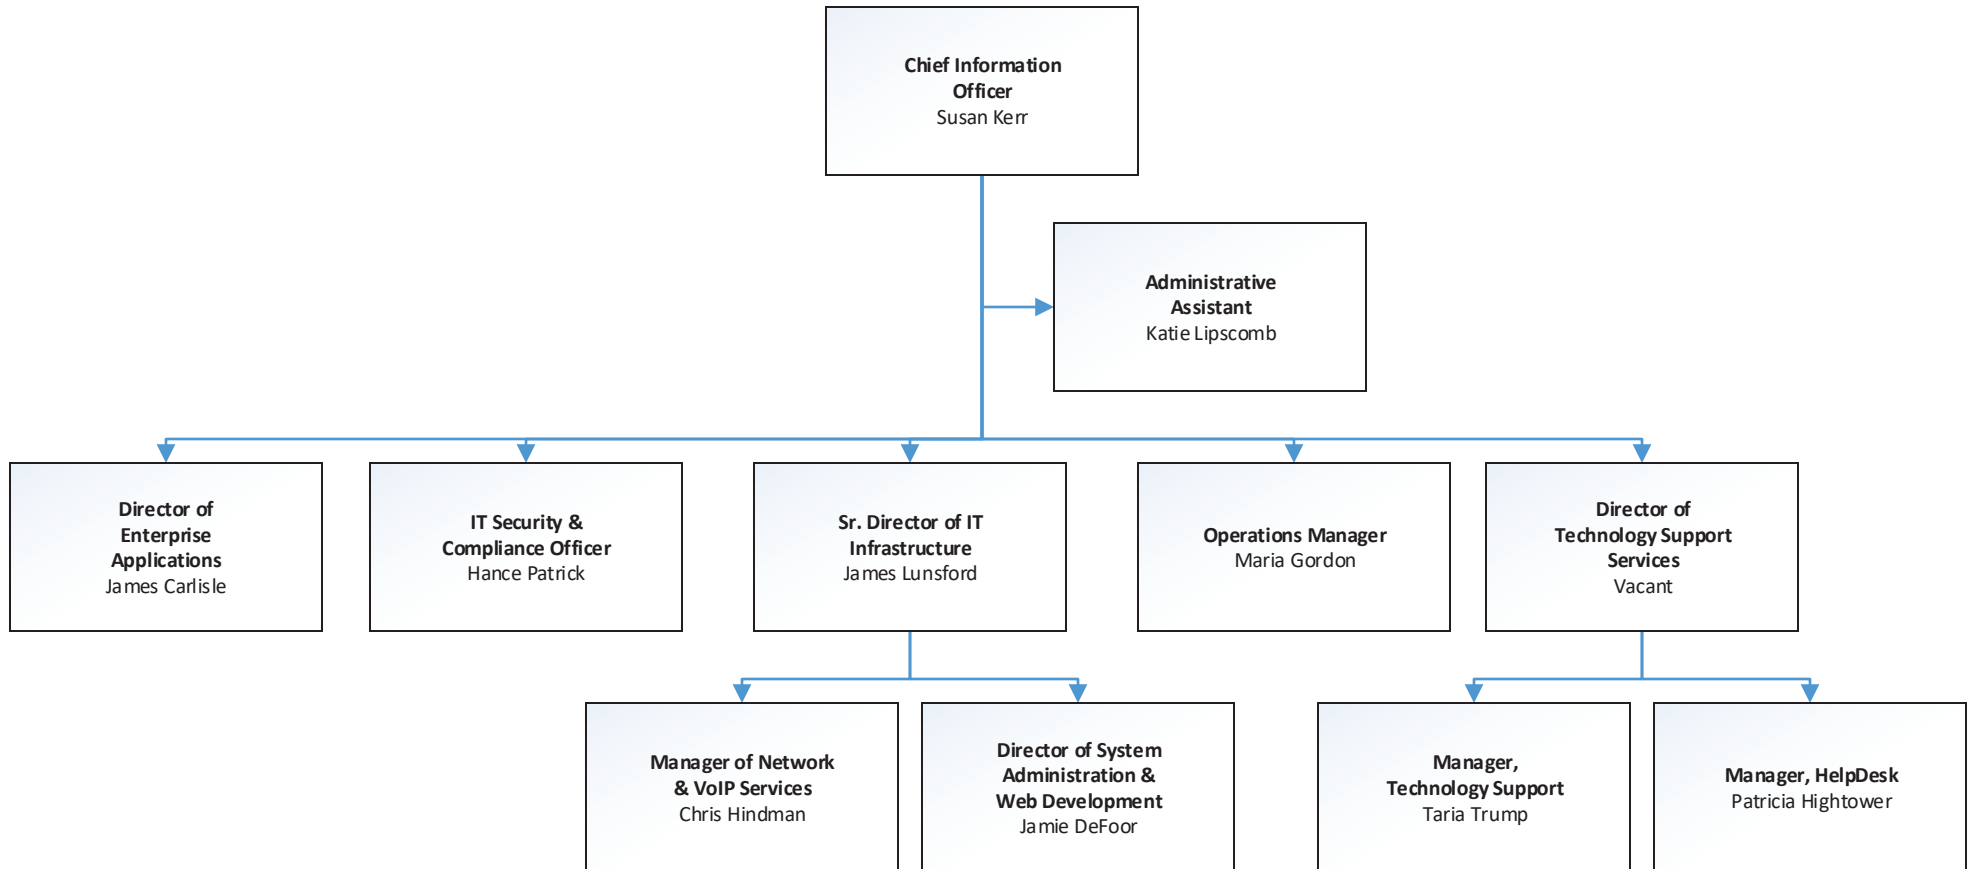 Chief Information
Officer
Susan Kerr
Administrative
Assistant
Katie Lipscomb
Director of
Enterprise
Applications
James Carlisle
IT Security &
Compliance Officer
Hance Patrick
Sr. Director of IT
Infrastructure
James Lunsford
Operations Manager
Maria Gordon
Director of
Technology Support
Services
Vacant
Manager of Network
& VoIP Services
Chris Hindman
Director of System
Administration &
Web Development
Jamie DeFoor
Manager,
Technology Support
Taria Trump
Manager, HelpDesk
Patricia Hightower